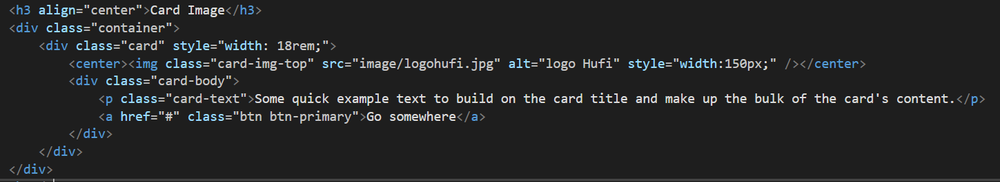 <h3 align="center">Card Image</h3>
<div class="container">
    <div class="card" style="width: 18rem;">
        <center><img class="card-img-top" src="image/logohufi.jpg" alt="logo Hufi" style="width:150px;" /></center>
        <div class="card-body">
            <p class="card-text">Some quick example text to build on the card title and make up the bulk of the card's content.</p>
            <a href="#" class="btn btn-primary">Go somewhere</a>
        </div>
    </div>
</div>